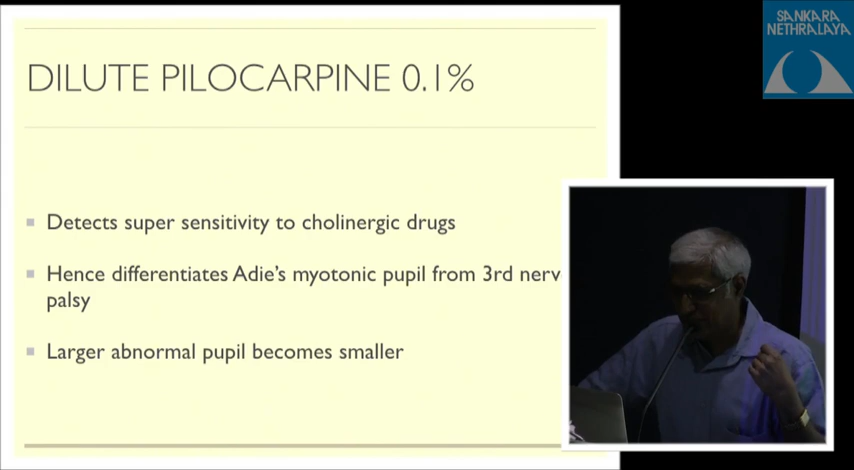 DILUTE PILOCARPINE 0.1%
Detects super sensitivity to cholinergic drugs
Hence differentiates Adie's myotonic pupil from 3rd nerv
palsy
Larger abnormal pupil becomes smaller
SANKARA
NETHRALAYA